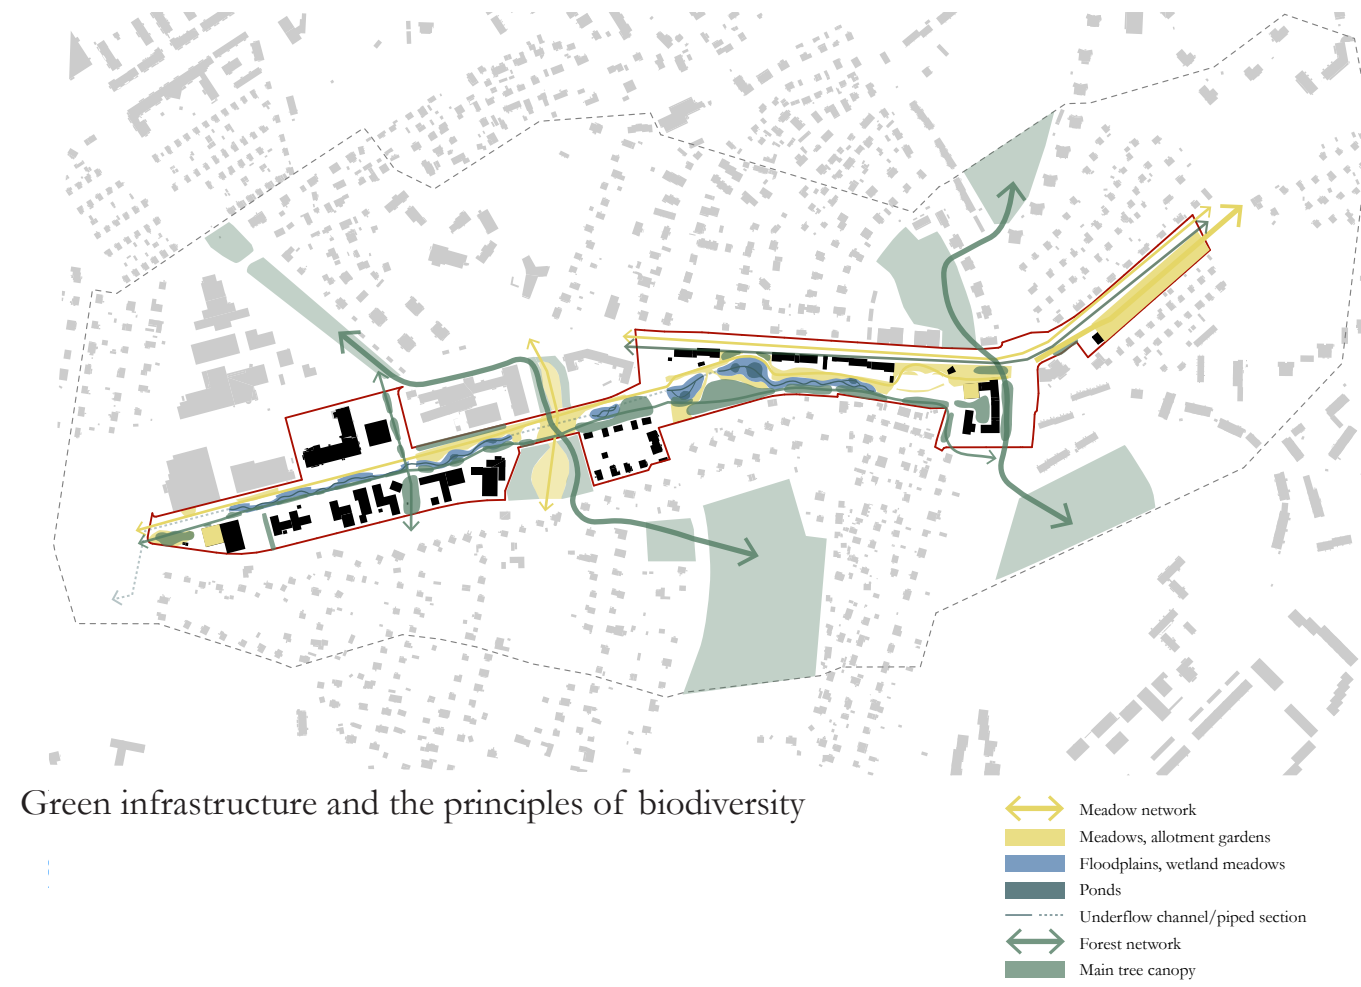 Green infrastructure and the principles of biodiversity
Meadow network
Meadows, allotment gardens
Floodplains, wetland meadows
Ponds
Underflow channel/piped section
Forest network
Main tree canopy